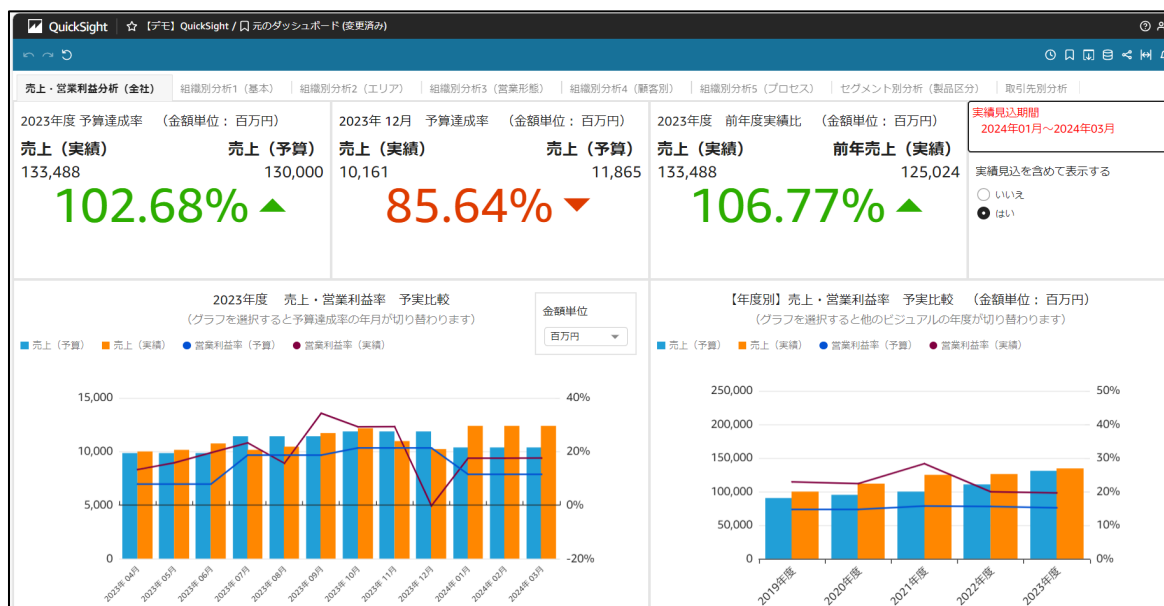 QuickSight 【デモ】QuickSight / 元のダッシュボード (変更済み)
売上・営業利益分析（全社） 組織別分析1（基本） 組織別分析2（エリア） 組織別分析3（営業形態） 組織別分析4（顧客別） 組織別分析5（プロセス） セグメント別分析（製品区分） 取引先別分析
2023年度 予算達成率 （金額単位： 百万円）
売上（実績） 売上（予算）
133,488 130,000
102.68%
2023年 12月 予算達成率 （金額単位： 百万円）
売上（実績） 売上（予算）
10,161 11,865
85.64%
2023年度 前年度実績比 （金額単位： 百万円）
売上（実績） 前年売上（実績）
133,488 125,024
106.77%
実績見込期間
2024年01月～2024年03月
実績見込を含めて表示する
いいえ
はい
2023年度 売上・営業利益率 予実比較
（グラフを選択すると予算達成率の年月が切り替わります）
金額単位
百万円
売上（予算） 売上（実績） 営業利益率（予算） 営業利益率（実績）
15,000 40%
10,000 20%
5,000 0%
0 -20%
2023年 04月 2023年 05月 2023年 06月 2023年 07月 2023年 08月 2023年 09月 2023年 10月 2023年 11月 2023年 12月 2024年 01月 2024年 02月 2024年 03月
【年度別】売上・営業利益率 予実比較 （金額単位： 百万円）
（グラフを選択すると他のビジュアルの年度が切り替わります）
売上（予算） 売上（実績） 営業利益率（予算） 営業利益率（実績）
250,000 50%
200,000 40%
150,000 30%
100,000 20%
50,000 10%
0 0%
2019年度 2020年度 2021年度 2022年度 2023年度